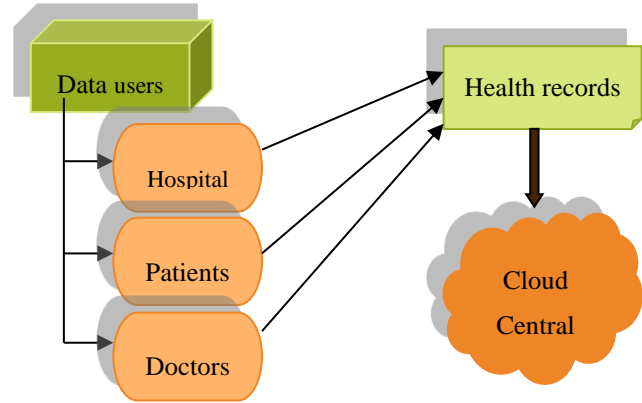 Data users
Health records
Hospital
Patients
Doctors
Cloud
Central